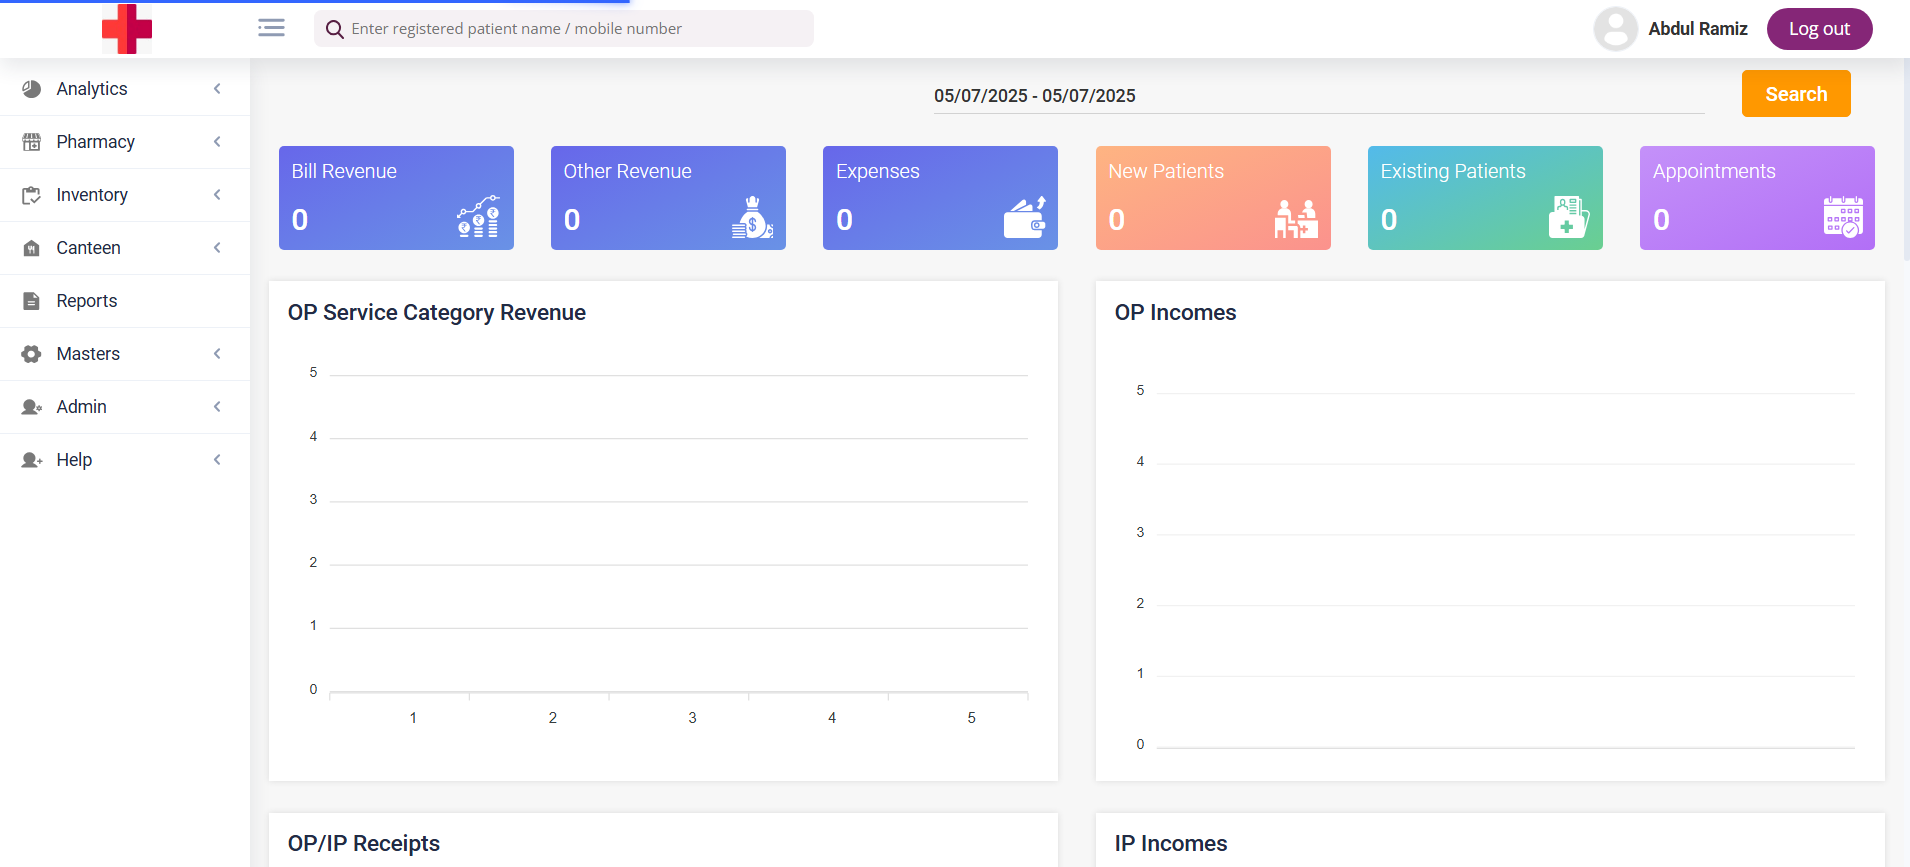 Enter registered patient name / mobile number
Abdul Ramiz
Log out
Analytics
Pharmacy
Inventory
Canteen
Reports
Masters
Admin
Help
05/07/2025 - 05/07/2025
Search
Bill Revenue
0
Other Revenue
0
Expenses
0
New Patients
0
Existing Patients
0
Appointments
0
OP Service Category Revenue
5
4
3
2
1
0
1 2 3 4 5
OP Incomes
5
4
3
2
1
0
OP/IP Receipts
IP Incomes